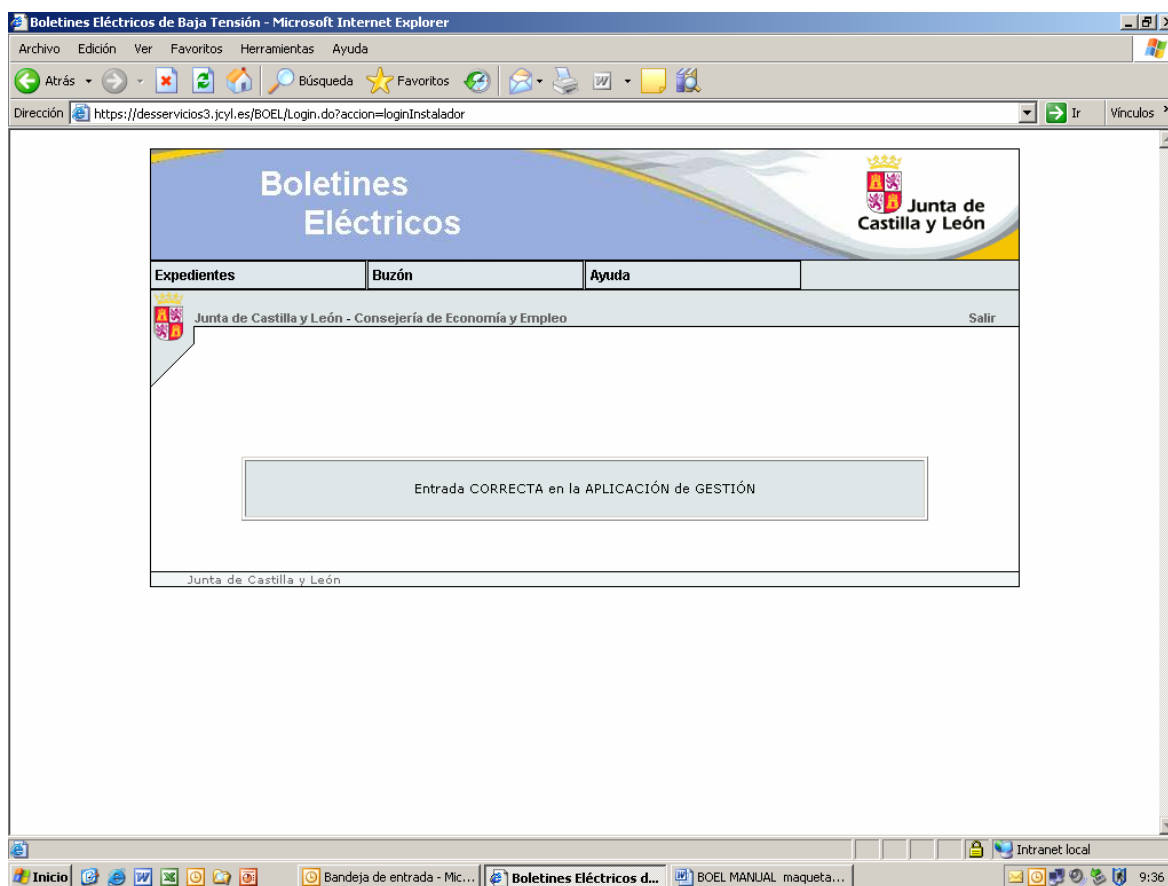 Boletines Eléctricos de Baja Tensión - Microsoft Internet Explorer
Archivo Edición Ver Favoritos Herramientas Ayuda
Atrás Búsqueda Favoritos
Dirección https://desservicios3.jcyl.es/BOEL/Login.do?accion=loginInstalador Ir Vínculos
Boletines
Eléctricos
Junta de
Castilla y León
Expedientes Buzón Ayuda
Junta de Castilla y León - Consejería de Economía y Empleo Salir
Entrada CORRECTA en la APLICACIÓN de GESTIÓN
Junta de Castilla y León
Intranet local
Inicio Bandeja de entrada - Mic... Boletines Eléctricos d... BOEL MANUAL maqueta... 9:36